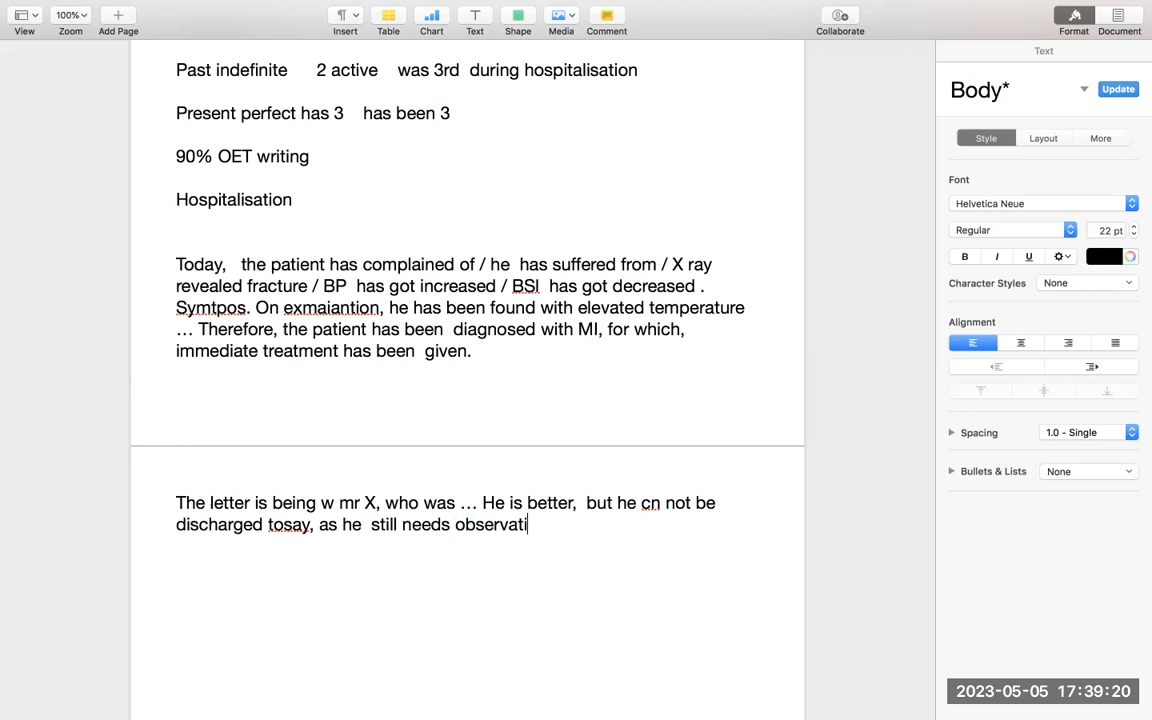 100%
View
Zoom
Add Page
Insert
Table
Chart
Text
Shape
Media
Comment
Collaborate
Format
Document
Past indefinite 2 active was 3rd during hospitalisation
Present perfect has 3 has been 3
90% OET writing
Hospitalisation
Today, the patient has complained of / he has suffered from / X ray
revealed fracture / BP has got increased / BSl has got decreased .
Symtpos. On exmaiantion, he has been found with elevated temperature
… Therefore, the patient has been diagnosed with MI, for which,
immediate treatment has been given.
The letter is being w mr X, who was … He is better, but he cn not be
discharged tosay, as he still needs observati
Text
Body*
Update
Style
Layout
More
Font
Helvetica Neue
Regular
22 pt
B I U
Character Styles
None
Alignment
Spacing
1.0 - Single
Bullets & Lists
None
2023-05-05 17:39:20